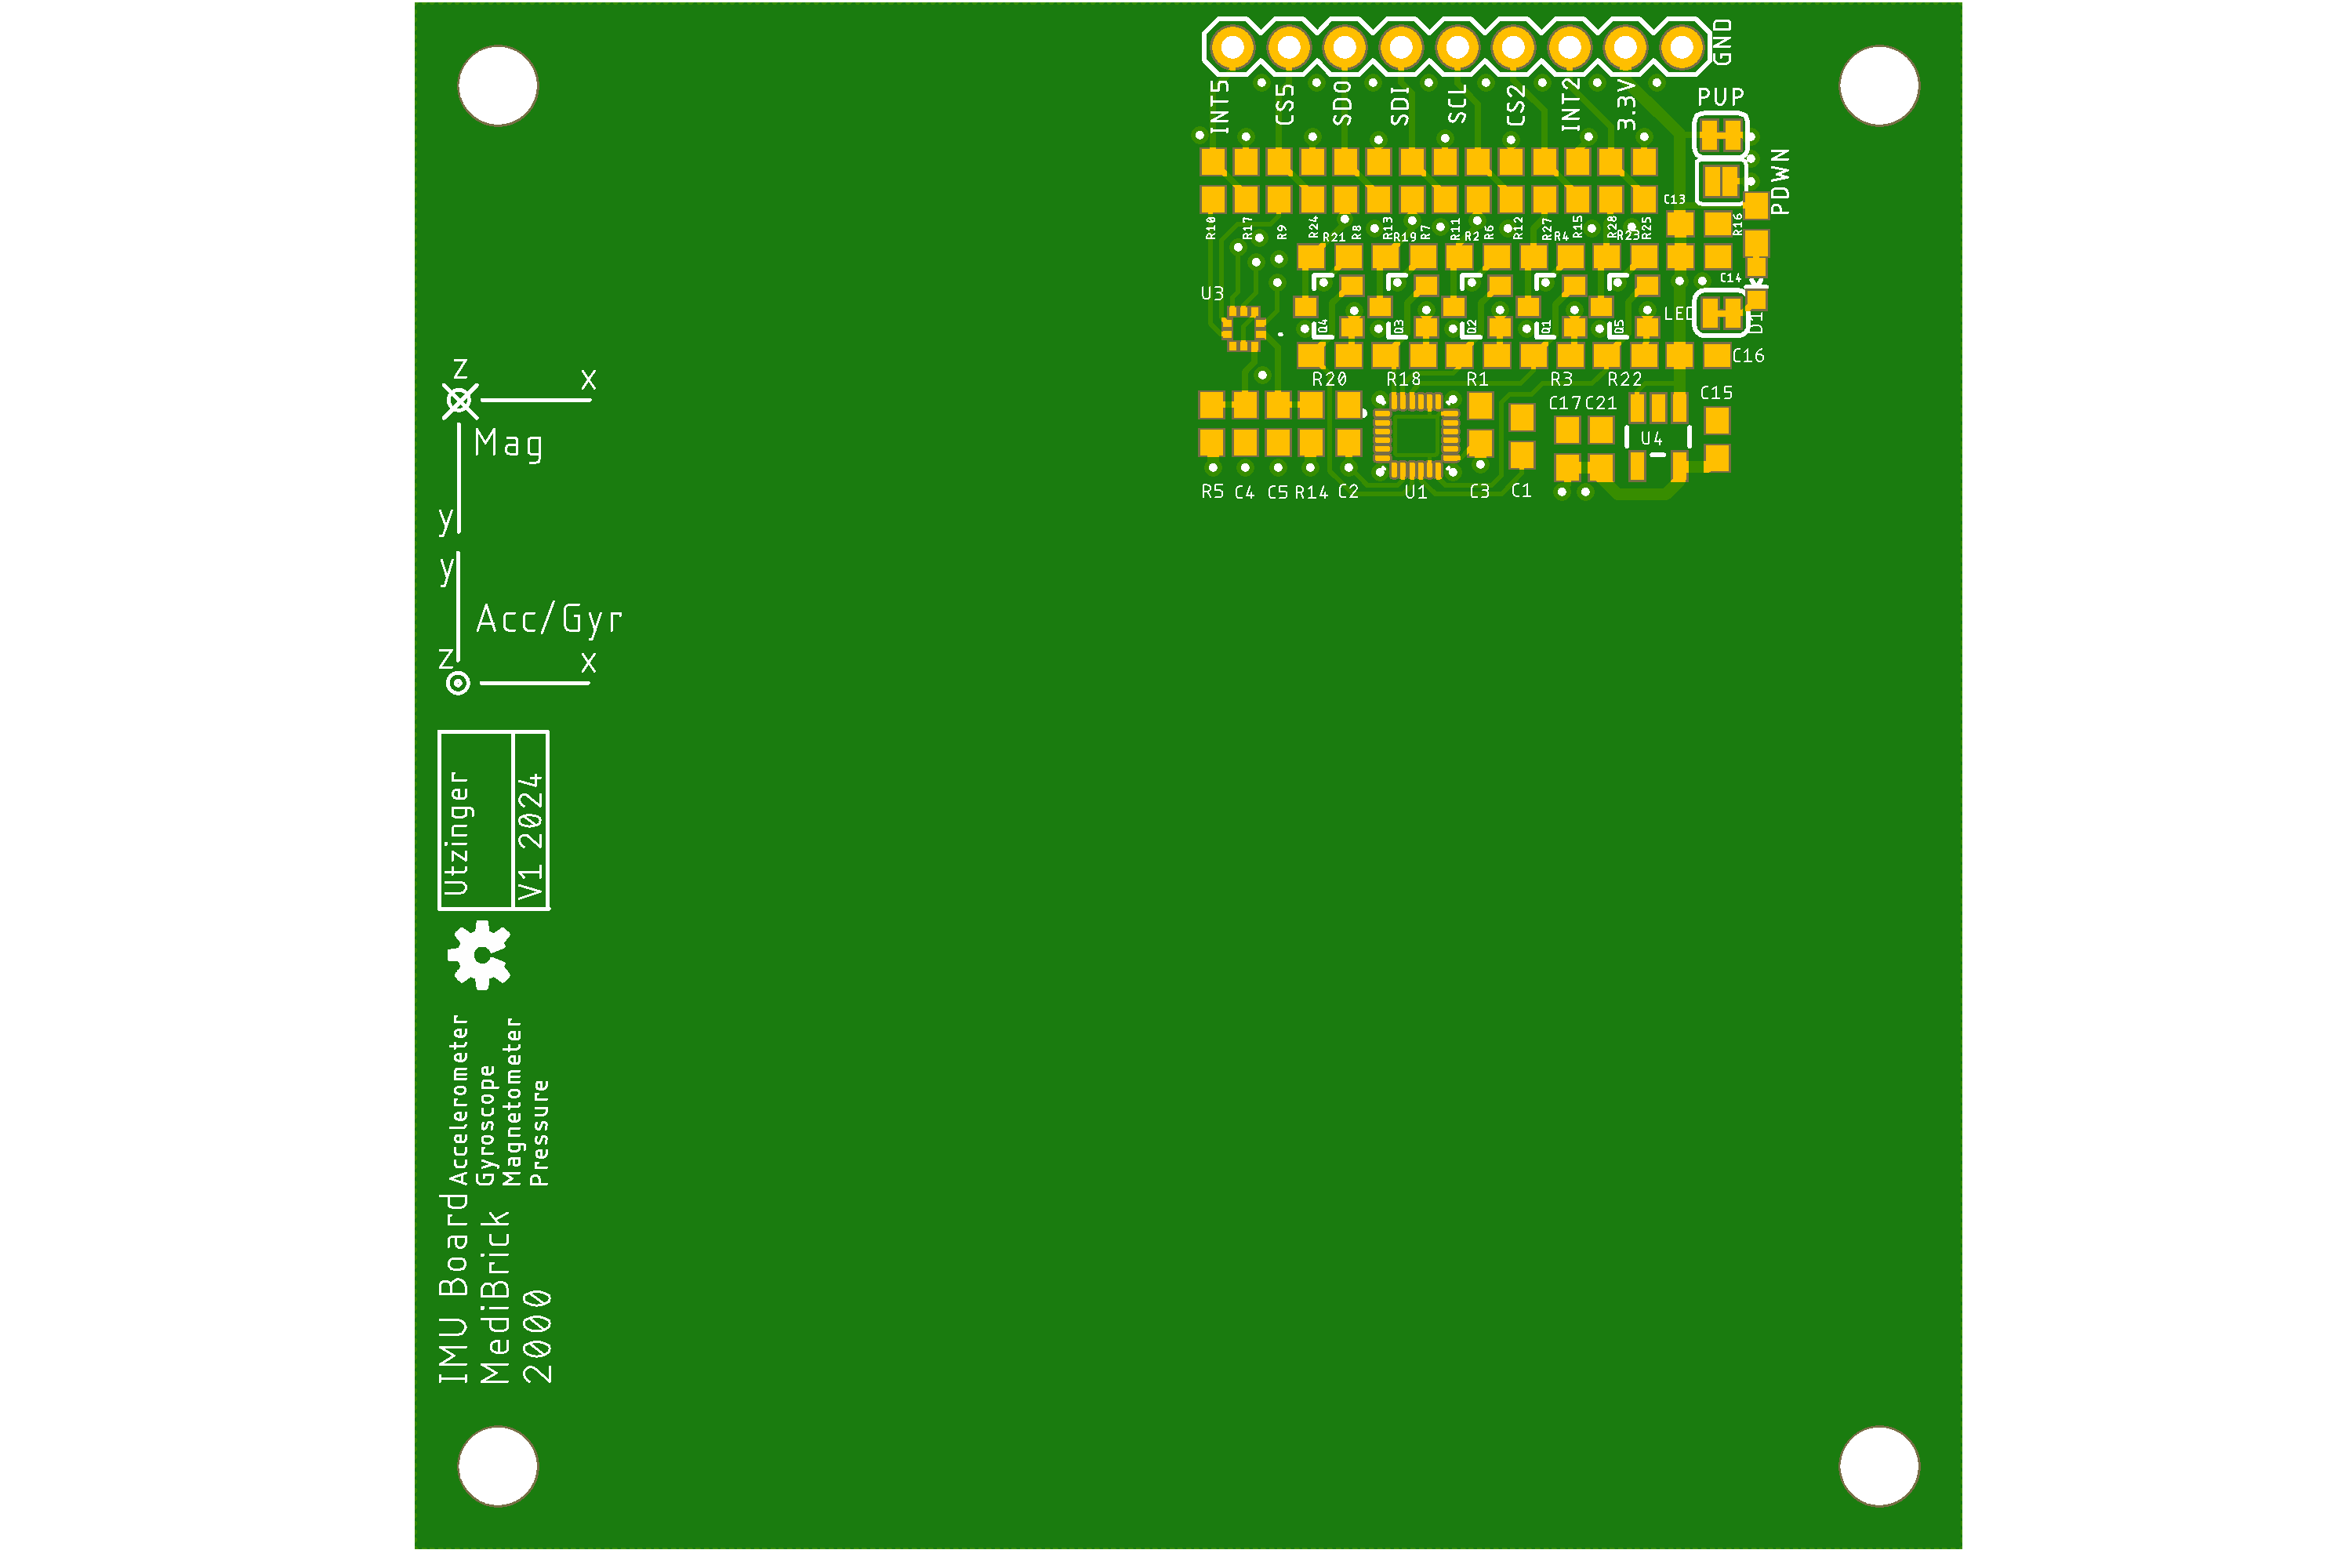 GND
INT5
CS5
SDO
SDI
SCL
CS2
INT2
3.3V
PUP
PDWN
C13
R16
R10
R17
R9
R24
R21
R8
R13
R19
R7
R11
R2
R6
R12
R27
R4
R15
R28
R23
R25
C14
U3
LED
D1
Q4
Q3
Q2
Q1
Q5
C16
R20
R18
R1
R3
R22
C15
C17
C21
U4
R5
C4
C5
R14
C2
U1
C3
C1
z
x
Mag
y
y
Acc/Gyr
z
x
Utzinger
V1 2024
Accelerometer
Gyroscope
Magnetometer
Pressure
IMU Board
MediBrick
2000